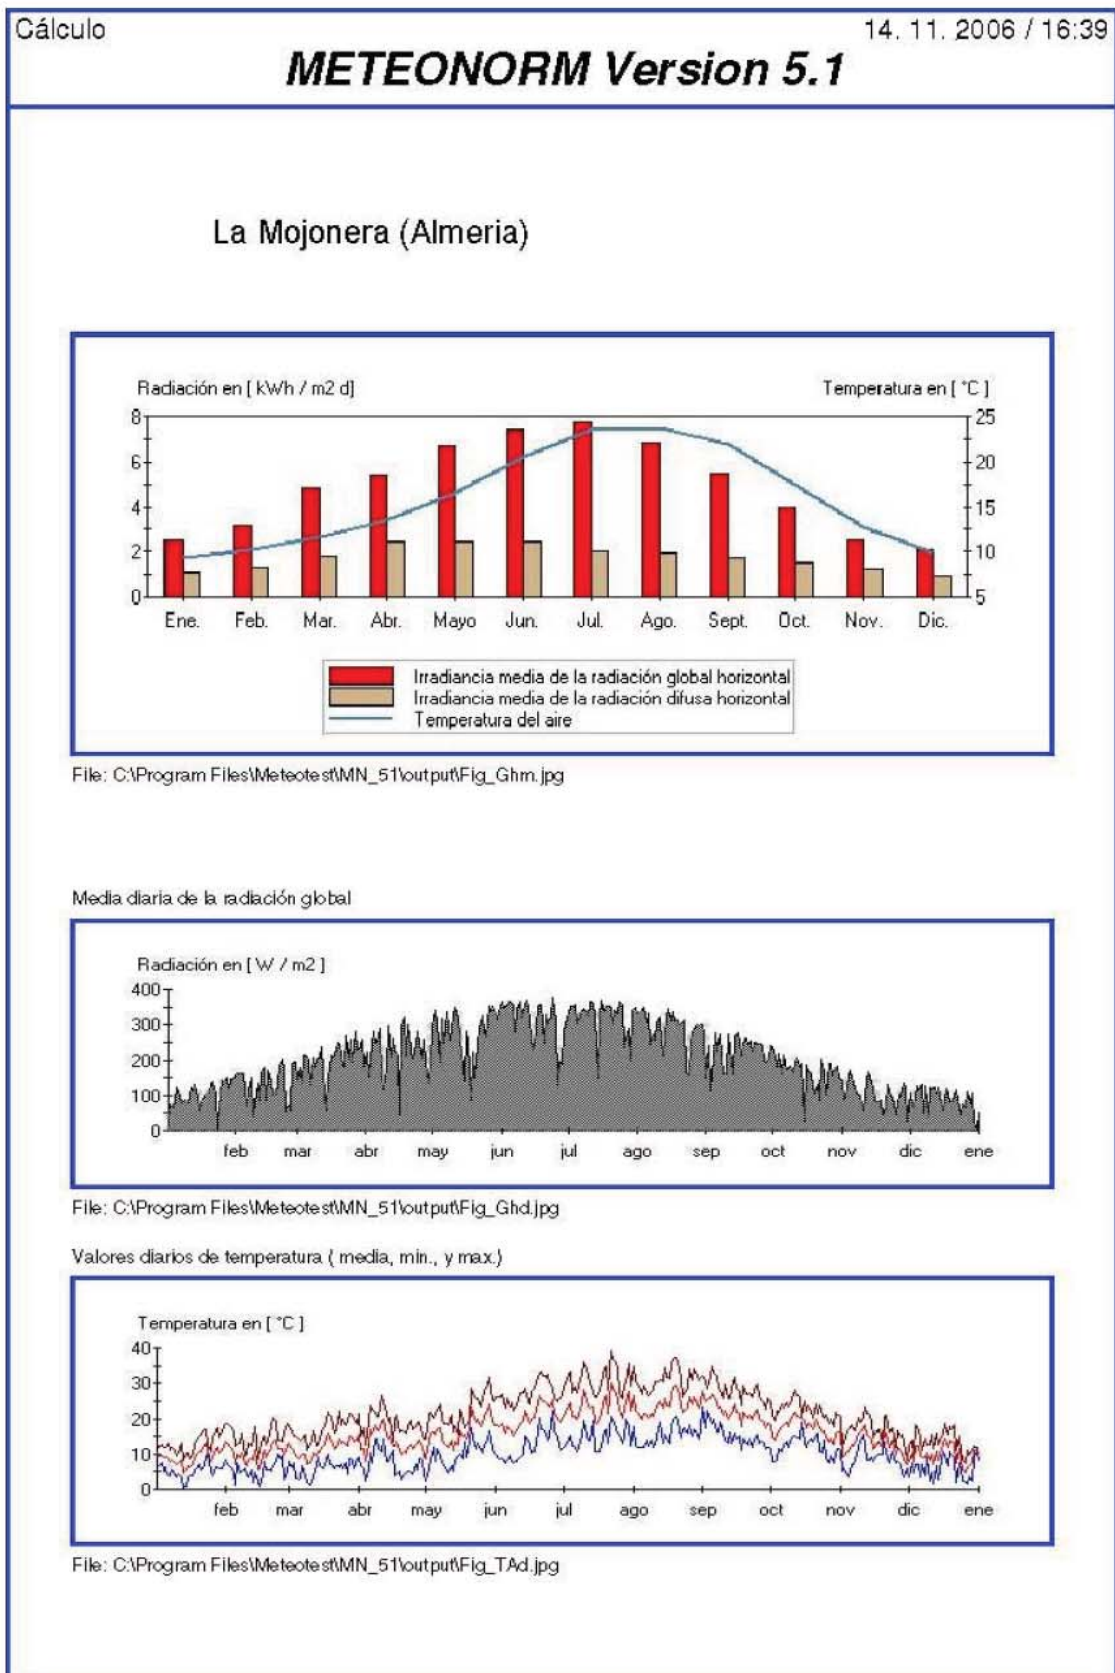 Cálculo
14. 11. 2006 / 16:39
METEONORM Version 5.1
La Mojonera (Almeria)
Radiación en [ kWh / m2 d]
Temperatura en [ °C ]
8
6
4
2
0
25
20
15
10
5
Ene. Feb. Mar. Abr. Mayo Jun. Jul. Ago. Sept. Oct. Nov. Dic.
Irradiancia media de la radiación global horizontal
Irradiancia media de la radiación difusa horizontal
Temperatura del aire
File: C:\Program Files\Meteotest\MN_51\output\Fig_Ghm.jpg
Media diaria de la radiación global
Radiación en [ W / m2 ]
400
300
200
100
0
feb mar abr may jun jul ago sep oct nov dic ene
File: C:\Program Files\Meteotest\MN_51\output\Fig_Ghd.jpg
Valores diarios de temperatura ( media, min., y max.)
Temperatura en [ °C ]
40
30
20
10
0
feb mar abr may jun jul ago sep oct nov dic ene
File: C:\Program Files\Meteotest\MN_51\output\Fig_TAd.jpg